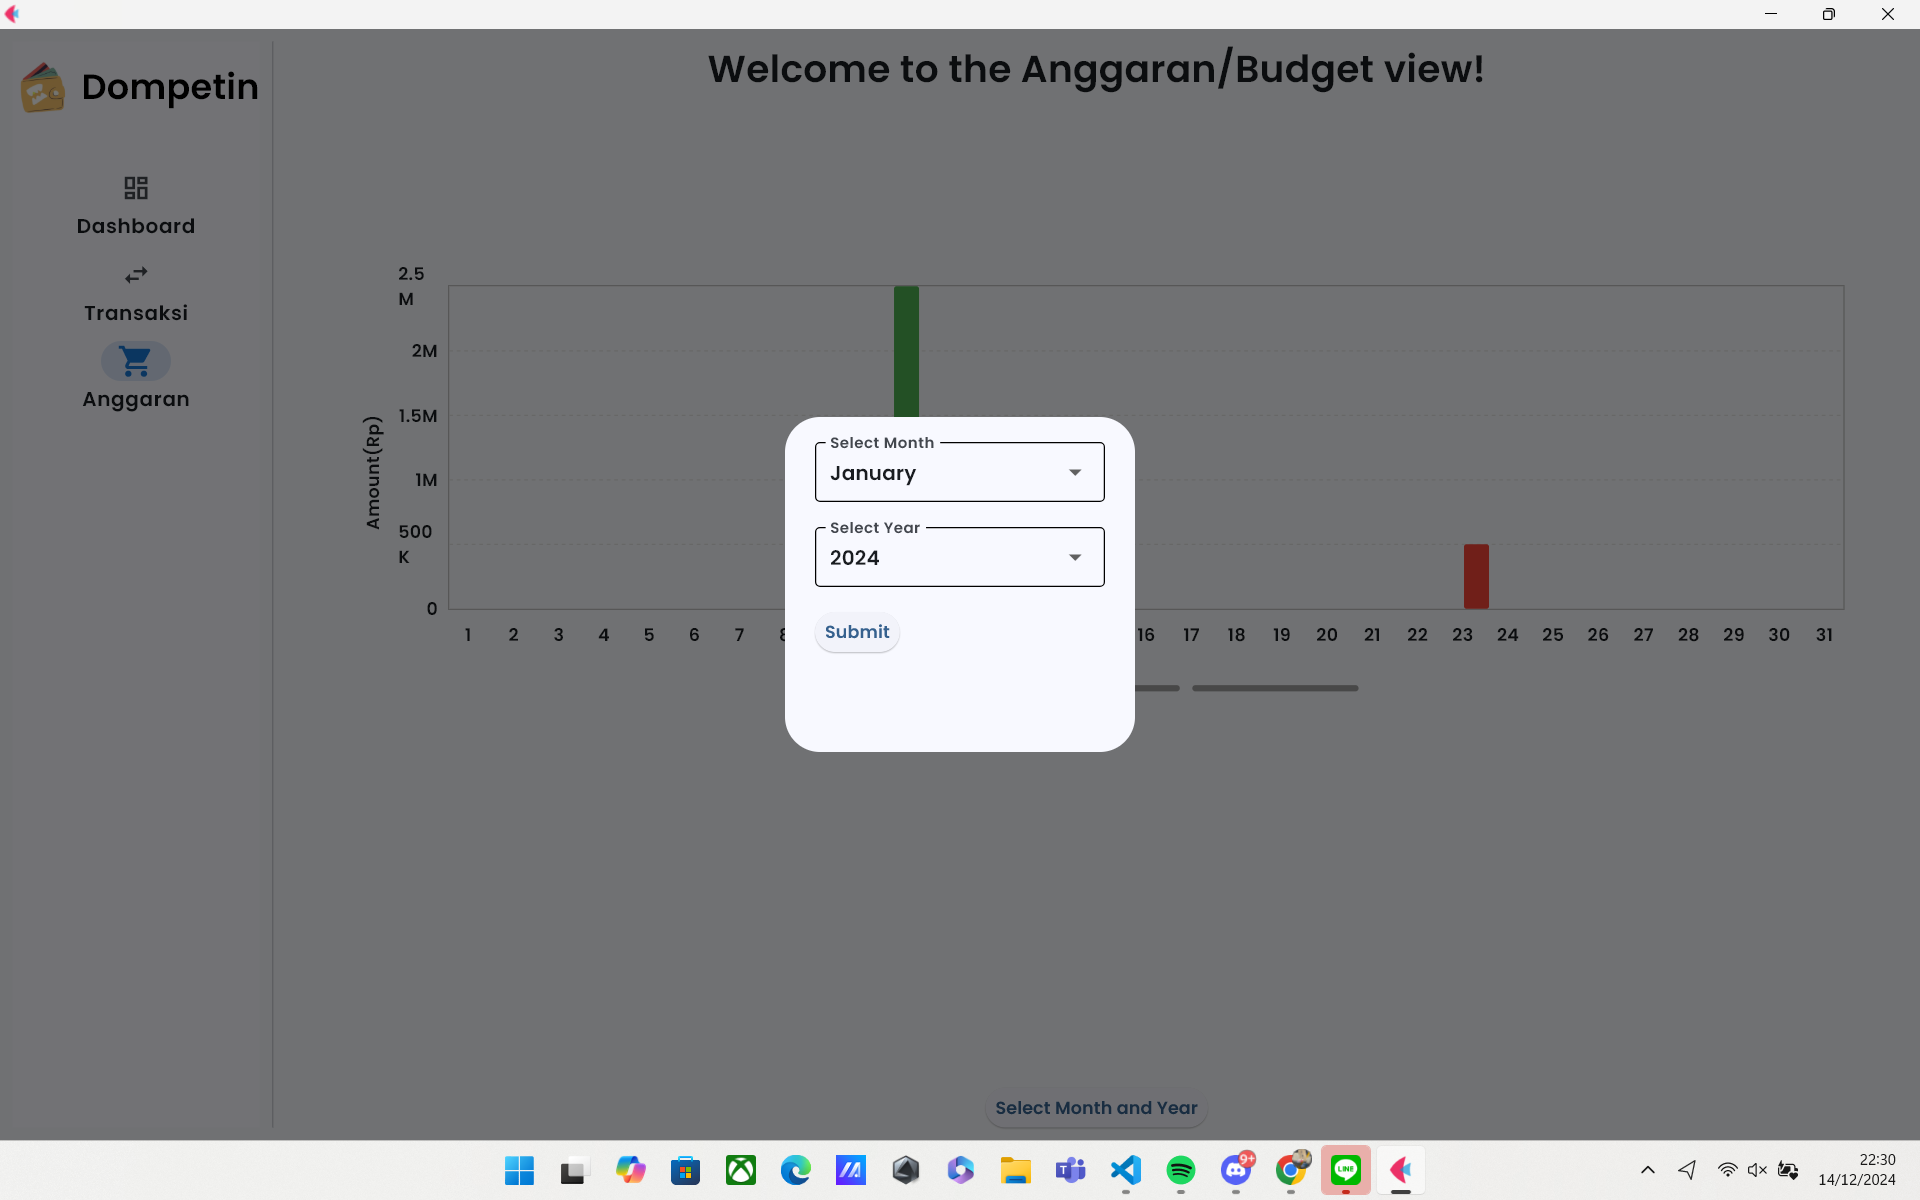 Dompetin
Dashboard
Transaksi
Anggaran
Welcome to the Anggaran/Budget view!
Amount(Rp)
2.5
M
2M
1.5M
1M
500
K
0
1 2 3 4 5 6 7 16 17 18 19 20 21 22 23 24 25 26 27 28 29 30 31
Select Month
January
Select Year
2024
Submit
Select Month and Year
9+
LINE
22:30
14/12/2024